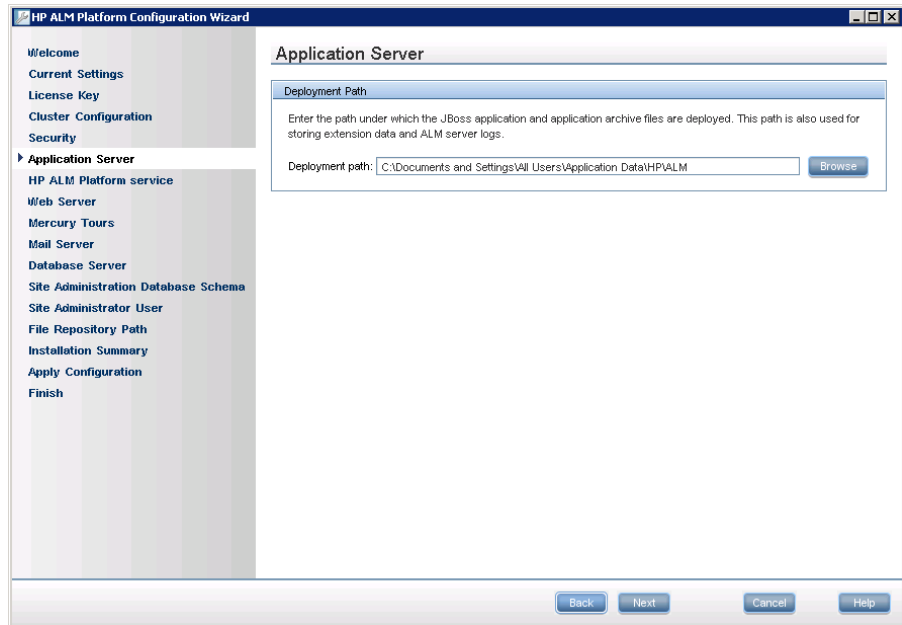 HP ALM Platform Configuration Wizard
Welcome
Current Settings
License Key
Cluster Configuration
Security
Application Server
HP ALM Platform service
Web Server
Mercury Tours
Mail Server
Database Server
Site Administration Database Schema
Site Administrator User
File Repository Path
Installation Summary
Apply Configuration
Finish
Application Server
Deployment Path
Enter the path under which the JBoss application and application archive files are deployed. This path is also used for
storing extension data and ALM server logs.
Deployment path: C:\Documents and Settings\All Users\Application Data\HP\ALM Browse
Back Next Cancel Help